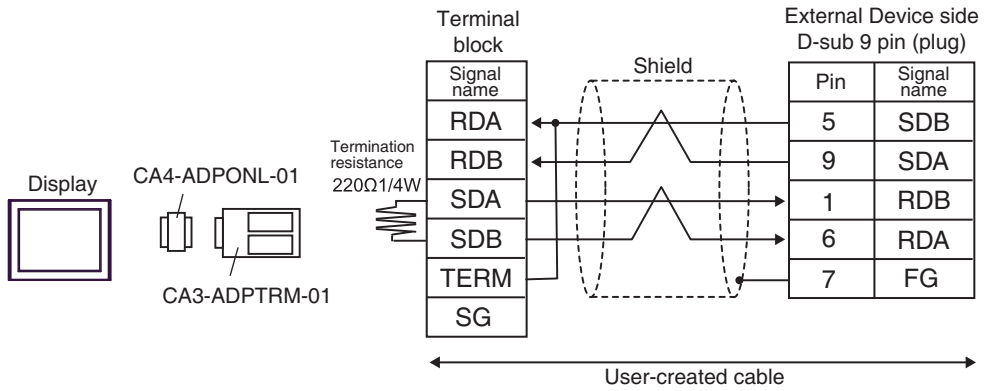 Terminal
block
External Device side
D-sub 9 pin (plug)
Signal
name
Shield
Pin
Signal
name
RDA
5
SDB
RDB
9
SDA
Termination
resistance
220Ω1/4W
SDA
1
RDB
SDB
6
RDA
TERM
7
FG
SG
Display
CA4-ADPONL-01
CA3-ADPTRM-01
User-created cable